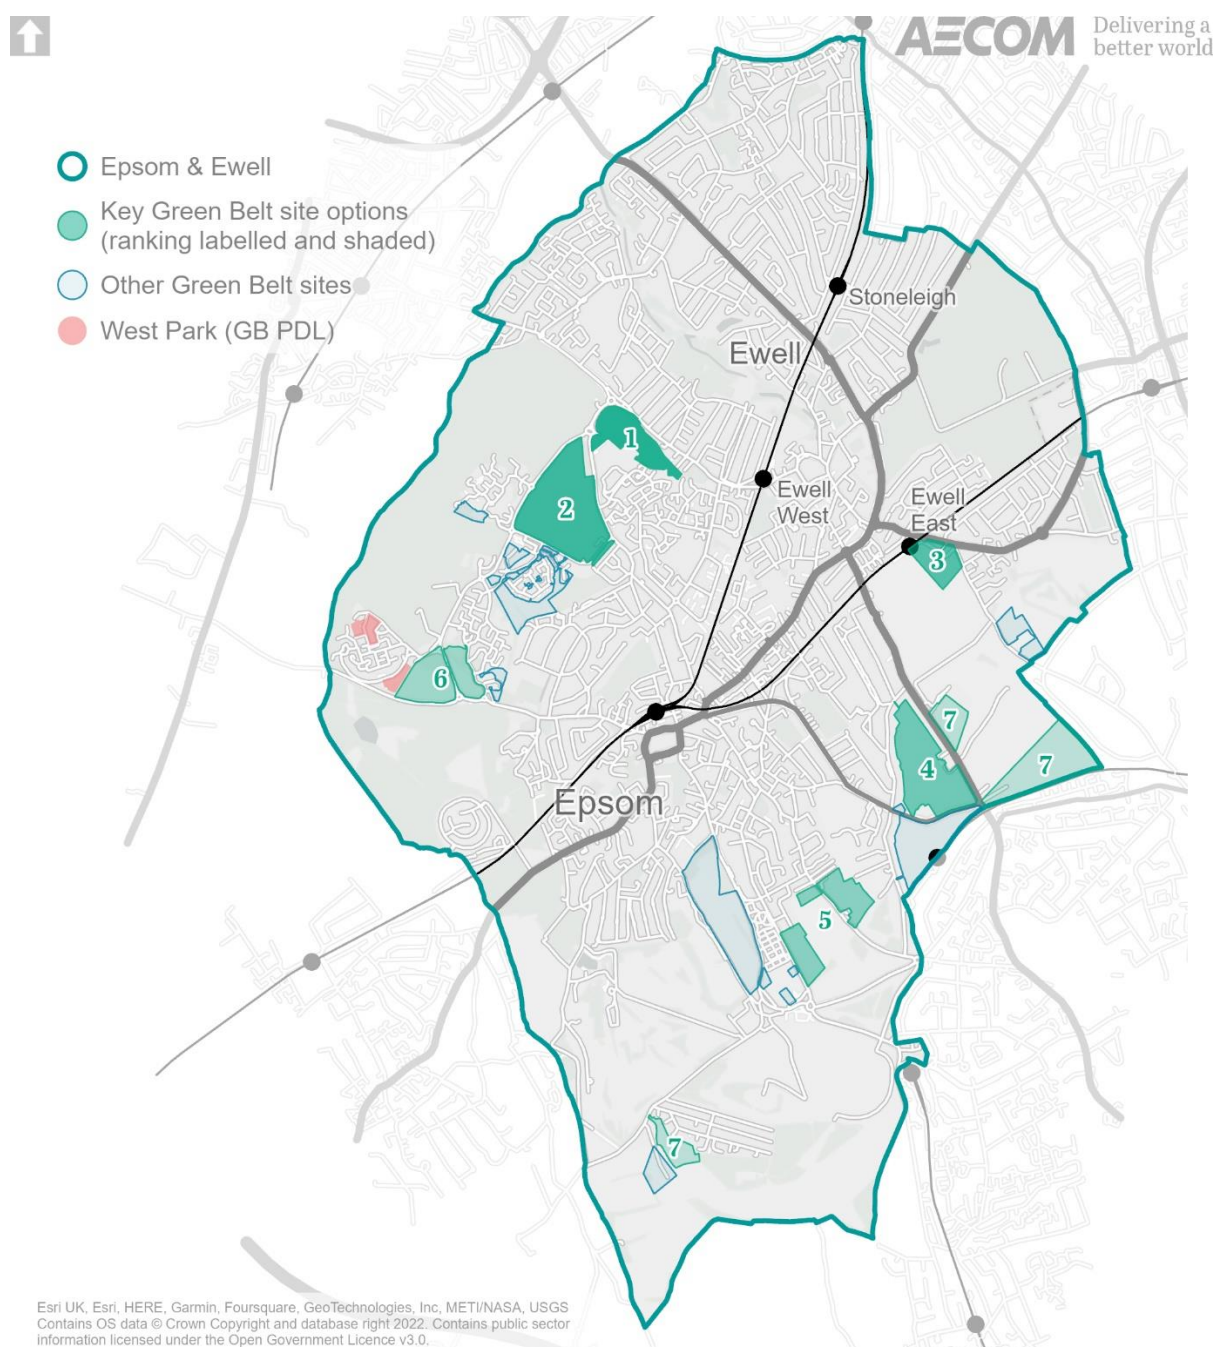 AECOM
Delivering a
better world
Epsom & Ewell
Key Green Belt site options
(ranking labelled and shaded)
Other Green Belt sites
West Park (GB PDL)
Stoneleigh
Ewell
1
Ewell
West
Ewell
East
2
3
6
7
4
7
Epsom
5
7
Esri UK, Esri, HERE, Garmin, Foursquare, GeoTechnologies, Inc, METI/NASA, USGS
Contains OS data © Crown Copyright and database right 2022. Contains public sector
information licensed under the Open Government Licence v3.0.